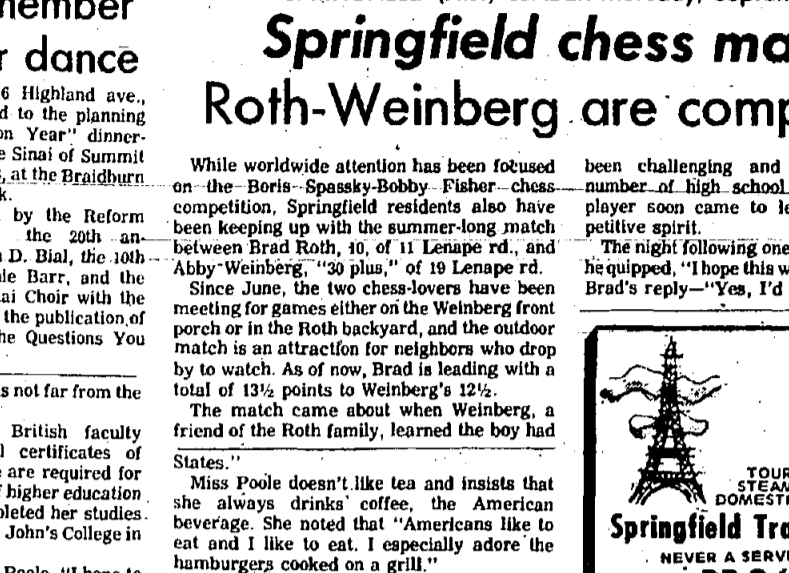 member
r dance
6 Highland ave.,
d to the planning
on Year" dinner-
e Sinai of Summit
, at the Braidburn
k.
by the Reform
the 20th an-
D. Bial, the 10th
le Barr, and the
ai Choir with the
the publication of
he Questions You
s not far from the
British faculty
l certificates of
are required for
f higher education
pleted her studies
John's College in
Springfield chess ma
Roth-Weinberg are comp
While worldwide attention has been focused
on the Boris Spassky-Bobby Fisher chess
competition, Springfield residents also have
been keeping up with the summer-long match
between Brad Roth, 10, of 11 Lenape rd., and
Abby Weinberg, "30 plus," of 19 Lenape rd.
Since June, the two chess-lovers have been
meeting for games either on the Weinberg front
porch or in the Roth backyard, and the outdoor
match is an attraction for neighbors who drop
by to watch. As of now, Brad is leading with a
total of 13½ points to Weinberg's 12½.
The match came about when Weinberg, a
friend of the Roth family, learned the boy had
States."
Miss Poole doesn't like tea and insists that
she always drinks coffee, the American
beverage. She noted that "Americans like to
eat and I like to eat. I especially adore the
hamburgers cooked on a grill."
been challenging and
number of high school
player soon came to le
petitive spirit.
The night following one
he quipped, "I hope this w
Brad's reply—"Yes, I'd
TOUR
STEAM
DOMEST
Springfield Tra
NEVER A SERV